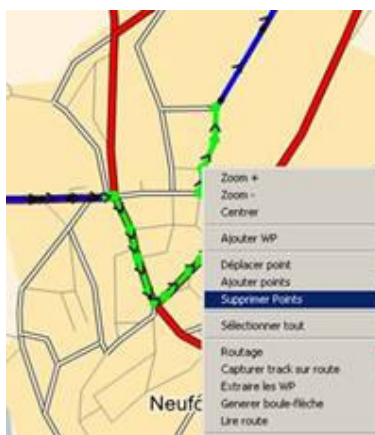 Zoom +
Zoom -
Centrer
Ajouter WP
Déplacer point
Ajouter points
Supprimer Points
Sélectionner tout
Routage
Capturer track sur route
Extraire les WP
Generer boule-flèche
Lire route